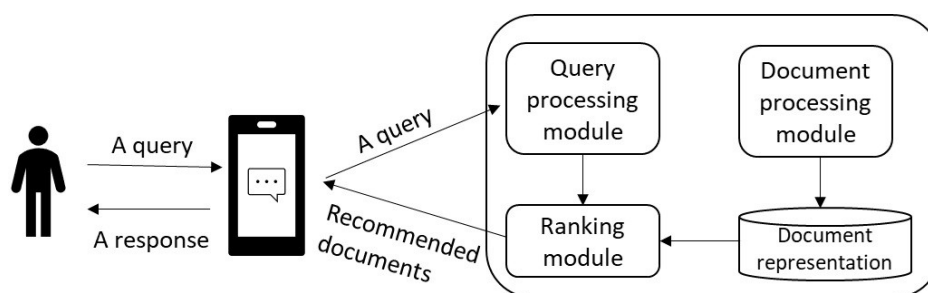 A query
A response
A query
Recommended
documents
Query
processing
module
Document
processing
module
Ranking
module
Document
representation